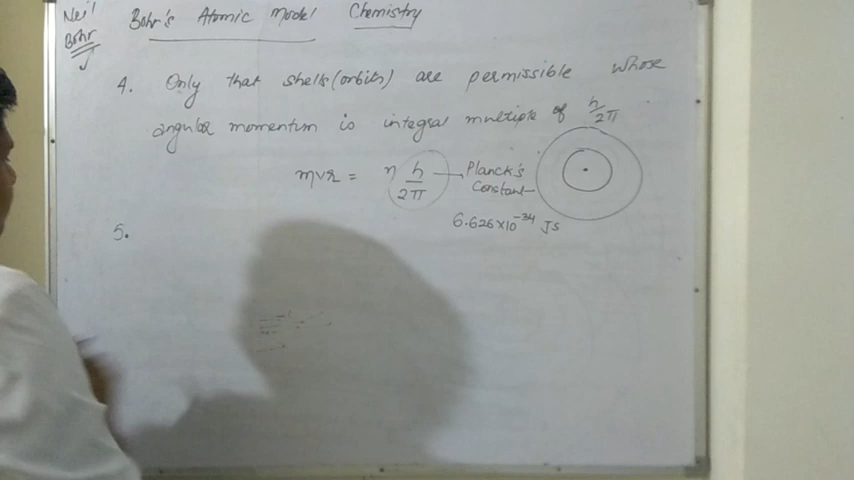 Neil Bohr
Bohr's Atomic Model Chemistry
4. Only that shells (orbits) are permissible whose
angular momentum is integral multiple of h/2π
mvr = n h/2π → Planck's Constant
6.626×10⁻³⁴ Js
5.